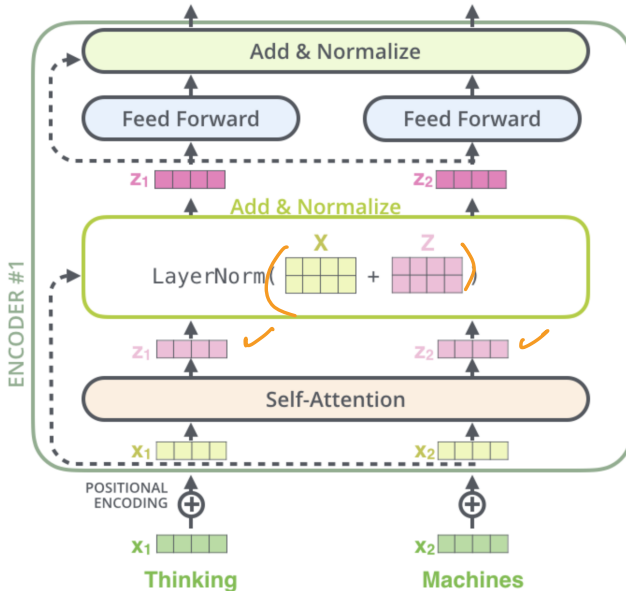 Add & Normalize
Feed Forward Feed Forward
z1 z2
Add & Normalize
X Z
LayerNorm( + )
z1 z2
Self-Attention
x1 x2
POSITIONAL
ENCODING
x1 x2
Thinking Machines
ENCODER #1